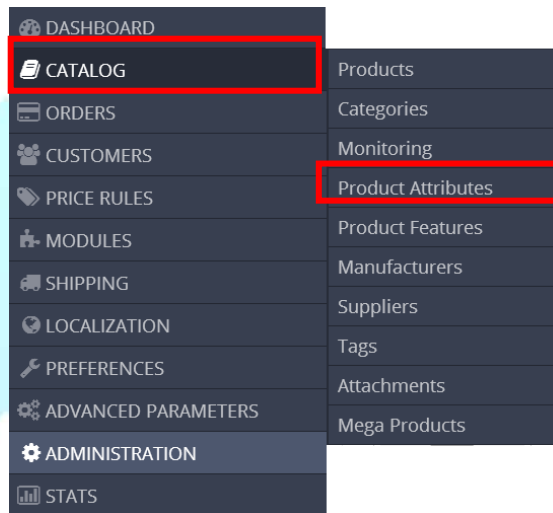 DASHBOARD
CATALOG
ORDERS
CUSTOMERS
PRICE RULES
MODULES
SHIPPING
LOCALIZATION
PREFERENCES
ADVANCED PARAMETERS
ADMINISTRATION
STATS
Products
Categories
Monitoring
Product Attributes
Product Features
Manufacturers
Suppliers
Tags
Attachments
Mega Products